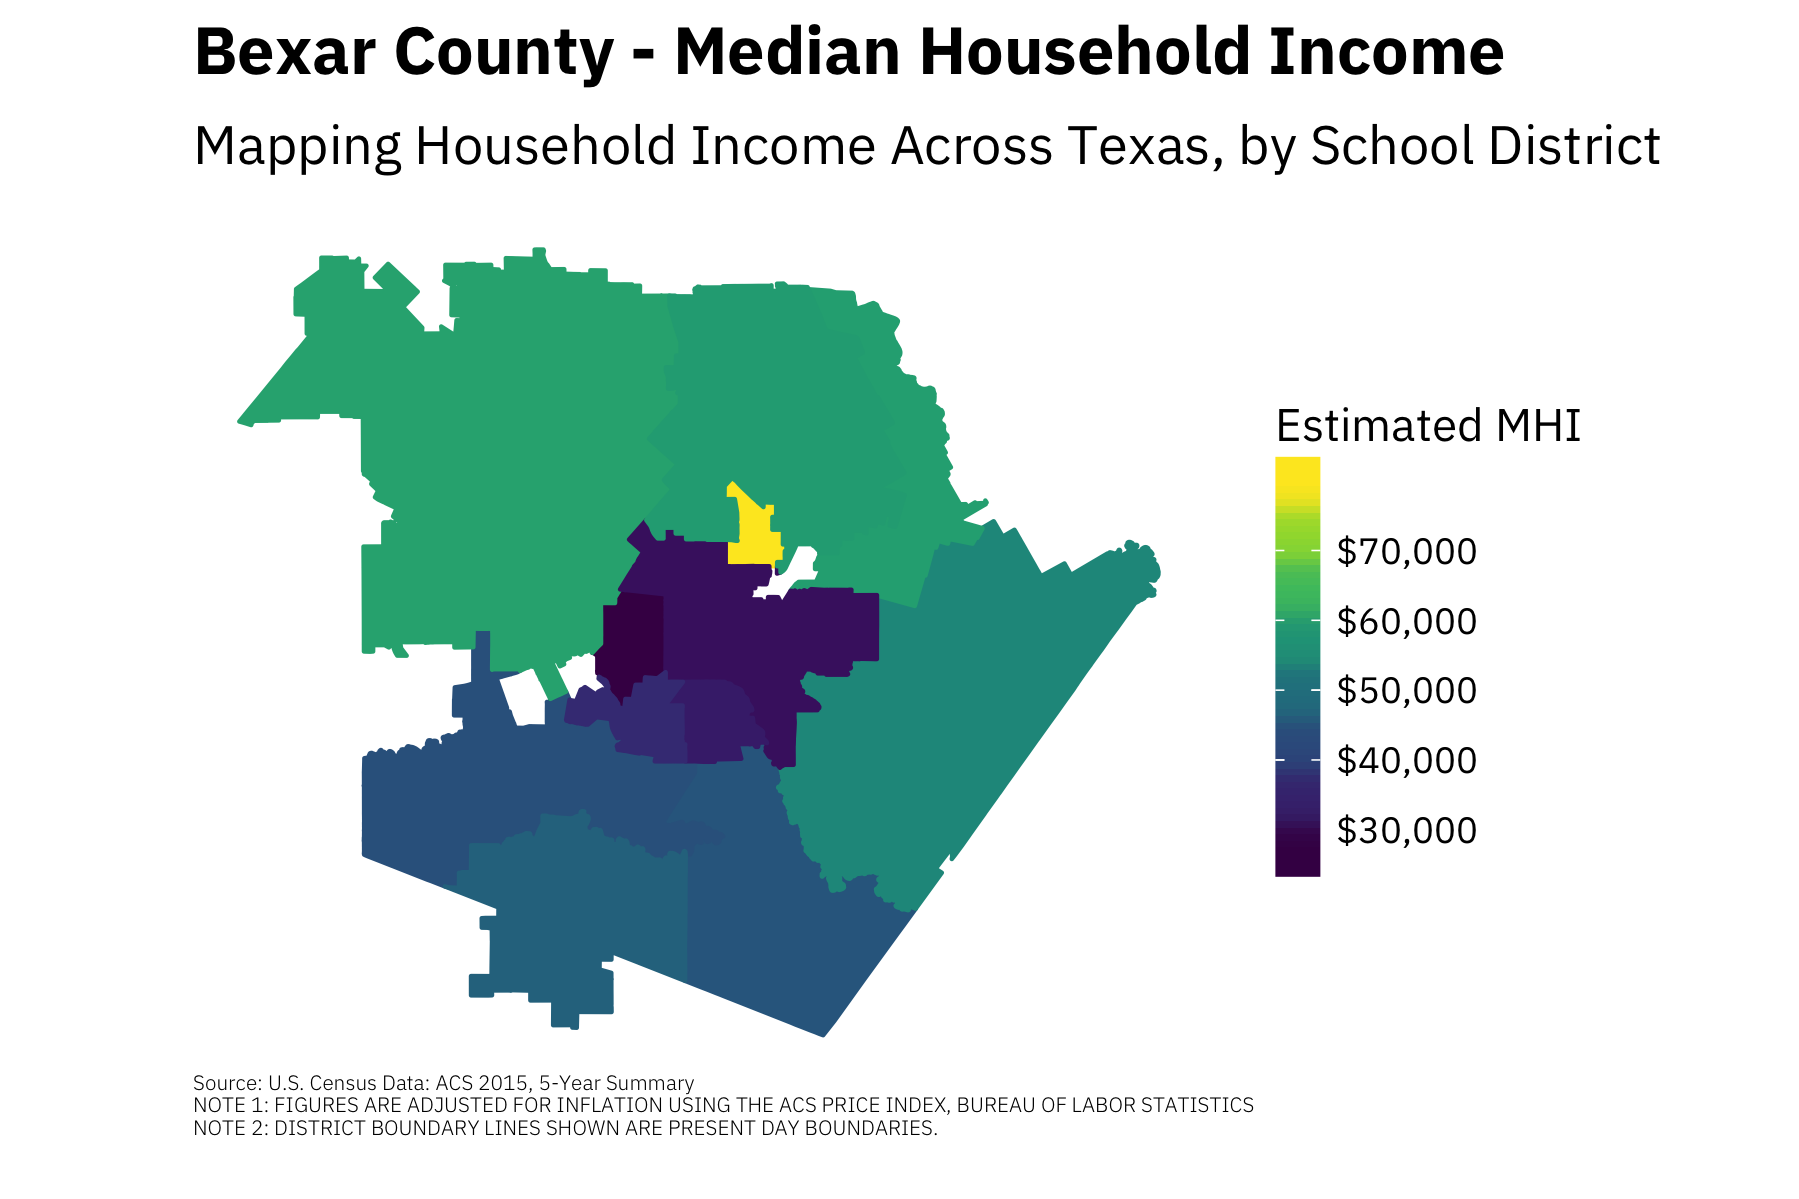 Bexar County - Median Household Income
Mapping Household Income Across Texas, by School District
Estimated MHI
$70,000
$60,000
$50,000
$40,000
$30,000
Source: U.S. Census Data: ACS 2015, 5-Year Summary
NOTE 1: FIGURES ARE ADJUSTED FOR INFLATION USING THE ACS PRICE INDEX, BUREAU OF LABOR STATISTICS
NOTE 2: DISTRICT BOUNDARY LINES SHOWN ARE PRESENT DAY BOUNDARIES.